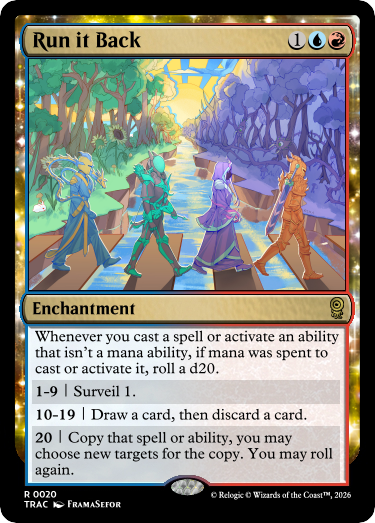 Run it Back 1
Enchantment
Whenever you cast a spell or activate an ability
that isn't a mana ability, if mana was spent to
cast or activate it, roll a d20.
1-9 | Surveil 1.
10-19 | Draw a card, then discard a card.
20 | Copy that spell or ability, you may
choose new targets for the copy. You may roll
again.
R 0020
TRAC FramaSefor
© Relogic © Wizards of the Coast™, 2026